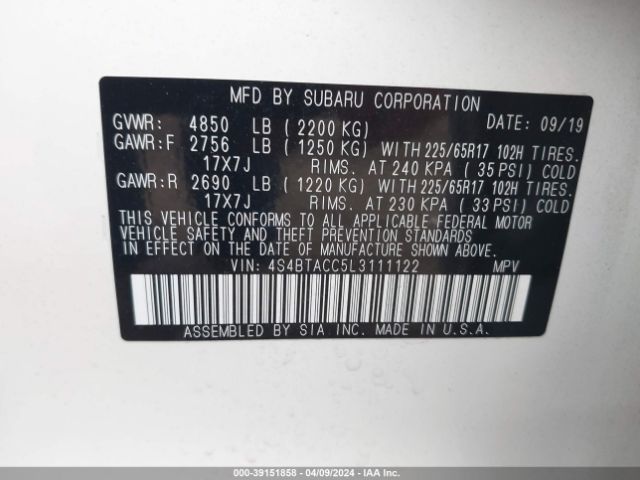 MFD BY SUBARU CORPORATION
GVWR: 4850 LB ( 2200 KG) DATE: 09/19
GAWR:F 2756 LB ( 1250 KG) WITH 225/65R17 102H TIRES.
17X7J RIMS. AT 240 KPA ( 35 PSI) COLD
GAWR:R 2690 LB ( 1220 KG) WITH 225/65R17 102H TIRES.
17X7J RIMS. AT 230 KPA ( 33 PSI) COLD
THIS VEHICLE CONFORMS TO ALL APPLICABLE FEDERAL MOTOR
VEHICLE SAFETY AND THEFT PREVENTION STANDARDS
IN EFFECT ON THE DATE OF MANUFACTURE SHOWN ABOVE.
VIN: 4S4BTACC5L3111122 MPV
ASSEMBLED BY SIA INC. MADE IN U.S.A.
000-39151858 - 04/09/2024 - IAAI.COM